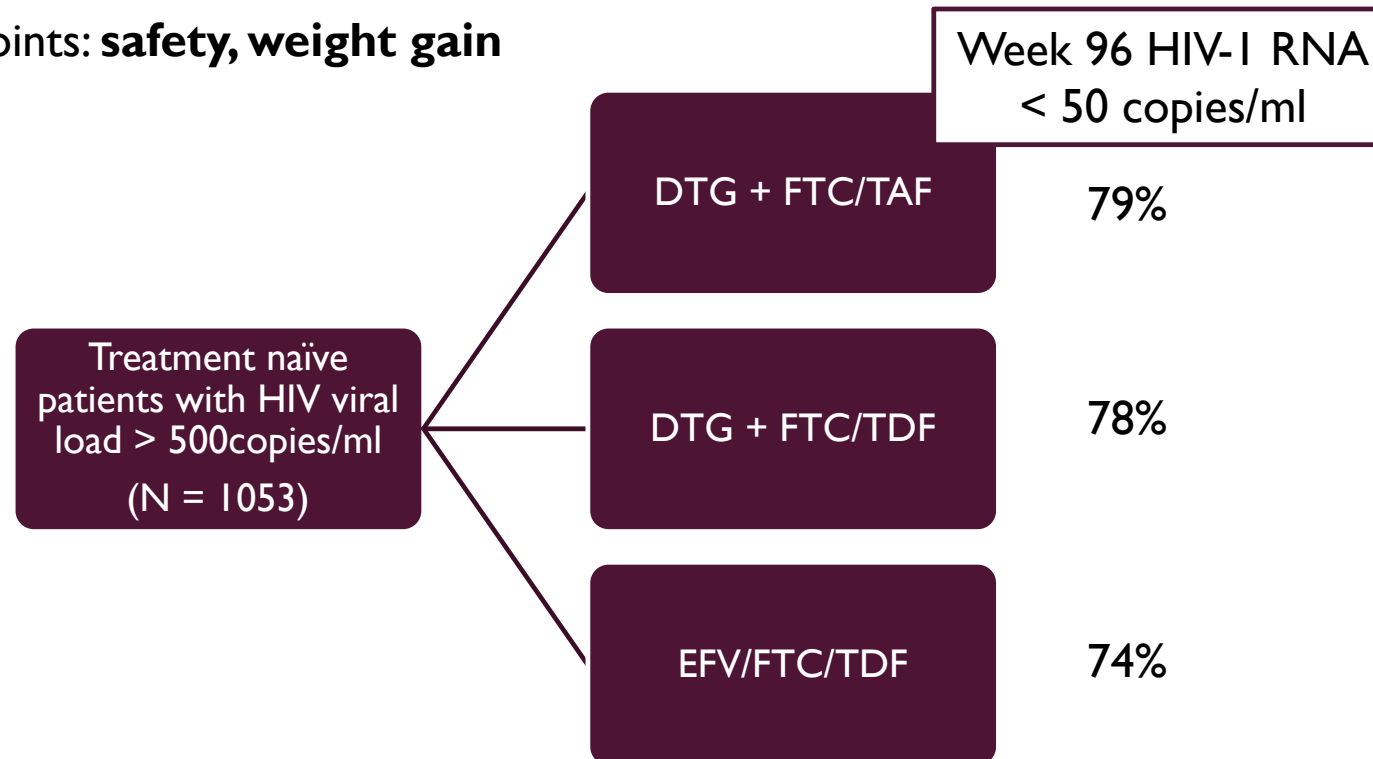 oints: safety, weight gain
Week 96 HIV-1 RNA
< 50 copies/ml
DTG + FTC/TAF
79%
Treatment naïve
patients with HIV viral
load > 500copies/ml
(N = 1053)
DTG + FTC/TDF
78%
EFV/FTC/TDF
74%